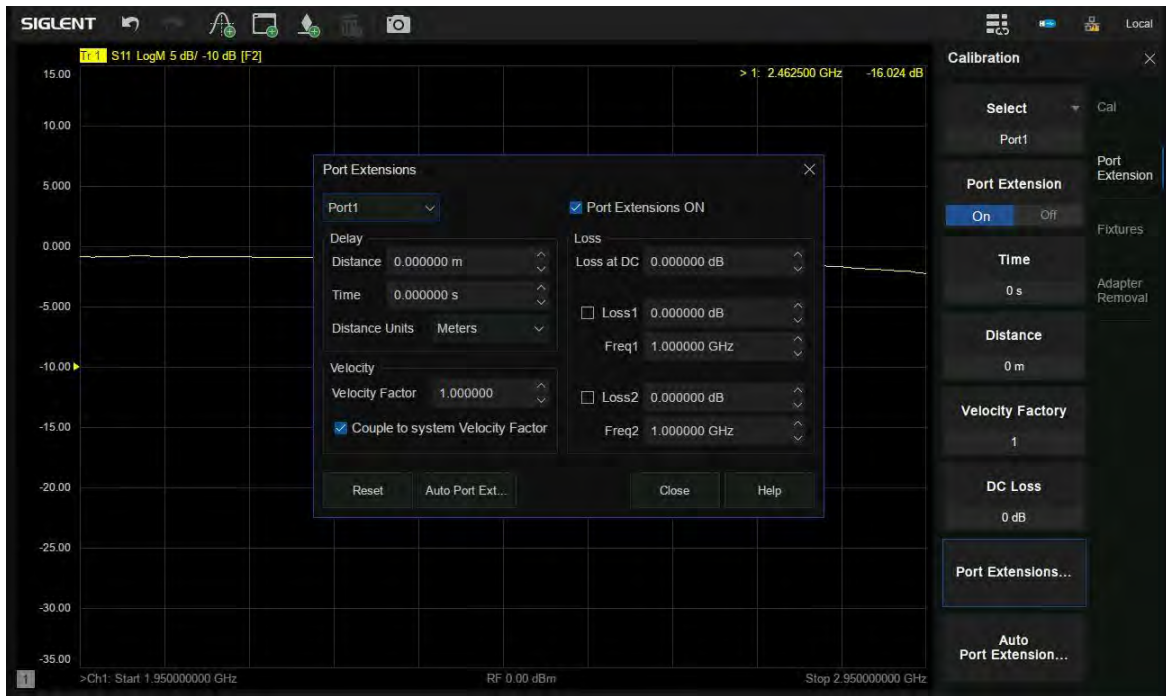 SIGLENT
Local
Tr 1 S11 LogM 5 dB/ -10 dB [F2]
> 1: 2.462500 GHz -16.024 dB
15.00
10.00
5.000
0.000
-5.000
-10.00
-15.00
-20.00
-25.00
-30.00
-35.00
Port Extensions
Port1
Port Extensions ON
Delay
Distance 0.000000 m
Time 0.000000 s
Distance Units Meters
Velocity
Velocity Factor 1.000000
Couple to system Velocity Factor
Loss
Loss at DC 0.000000 dB
Loss1 0.000000 dB
Freq1 1.000000 GHz
Loss2 0.000000 dB
Freq2 1.000000 GHz
Reset Auto Port Ext... Close Help
Calibration
Select
Port1
Port Extension
On Off
Time
0 s
Distance
0 m
Velocity Factory
1
DC Loss
0 dB
Port Extensions...
Auto
Port Extension...
Cal
Port
Extension
Fixtures
Adapter
Removal
1 >Ch1: Start 1.950000000 GHz RF 0.00 dBm Stop 2.950000000 GHz